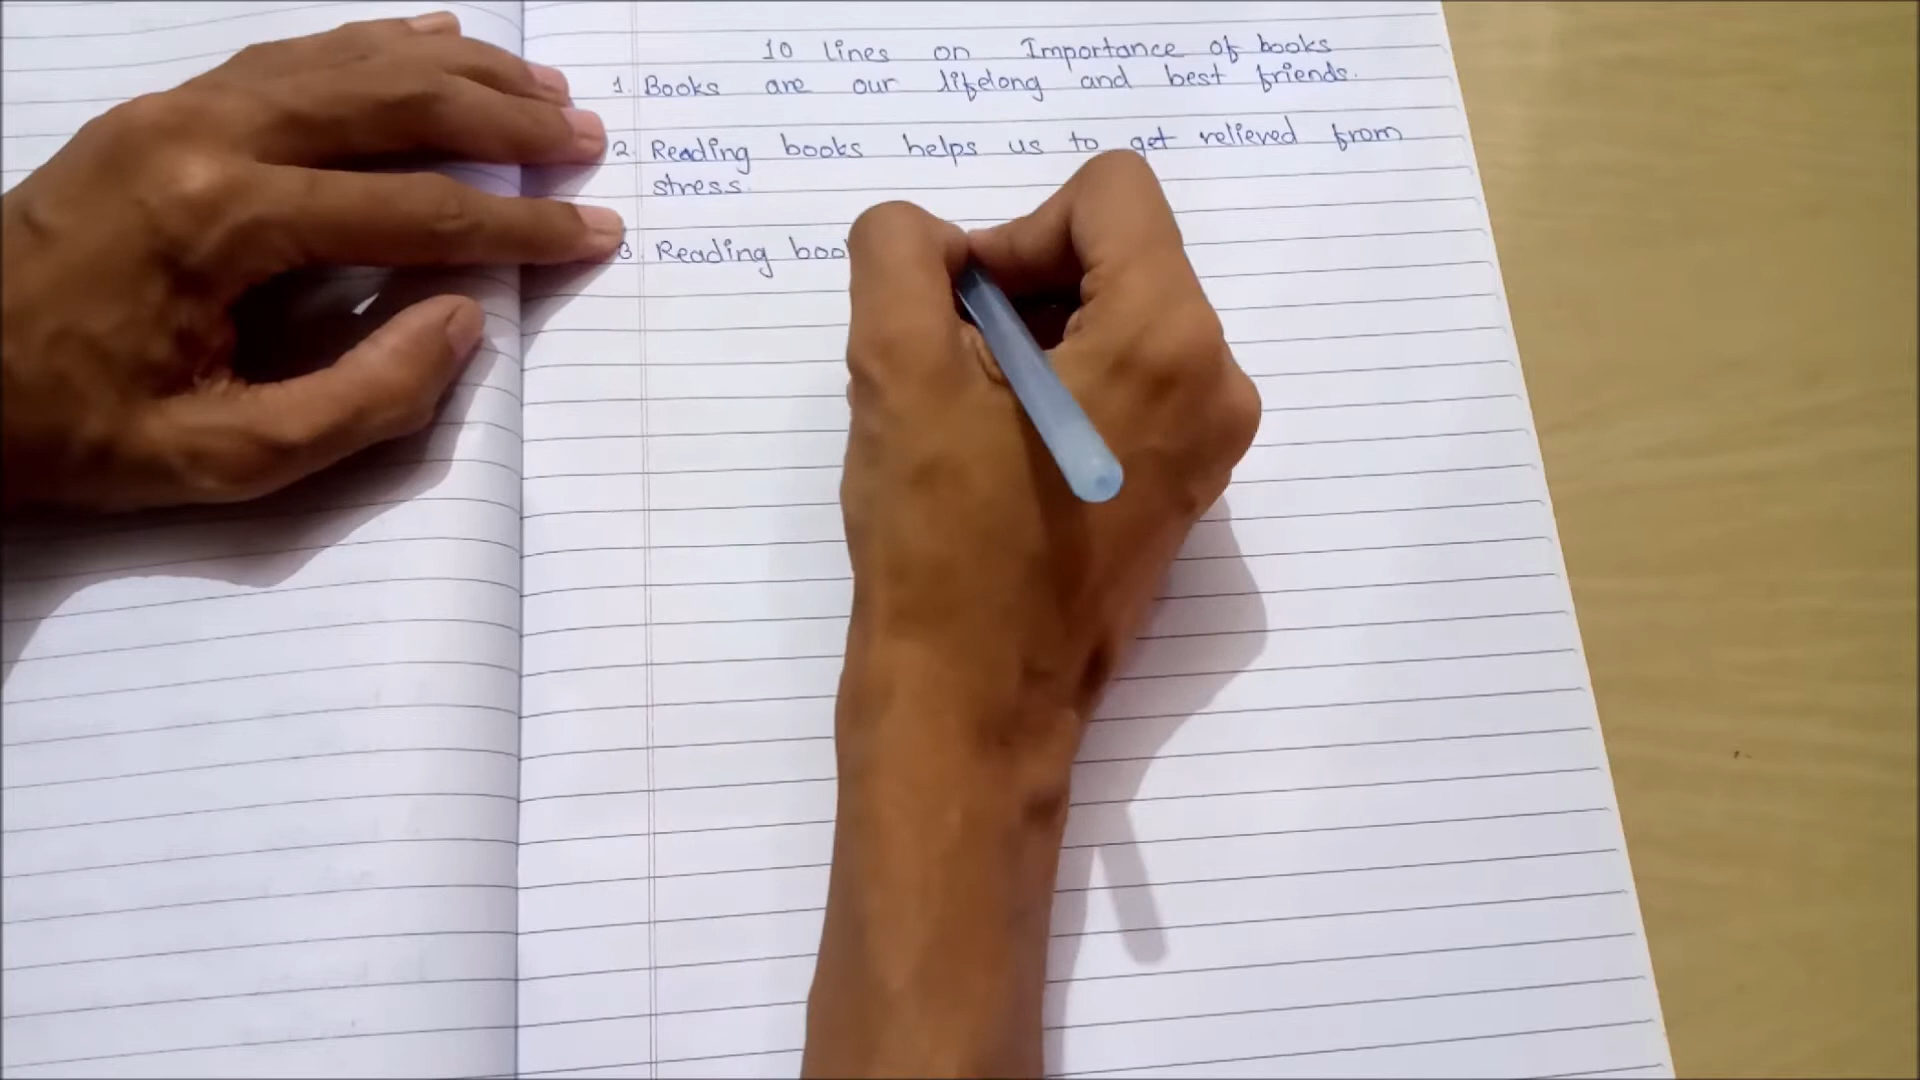 10 lines on Importance of books
1. Books are our lifelong and best friends.
2. Reading books helps us to get relieved from
stress.
3. Reading